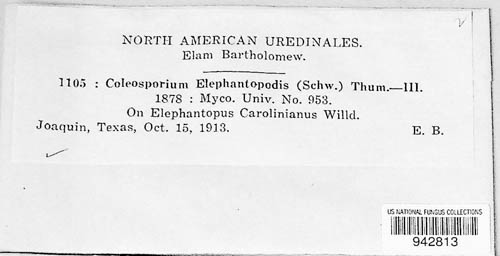 NORTH AMERICAN UREDINALES.
Elam Bartholomew.
1105 : Coleosporium Elephantopodis (Schw.) Thum.—III.
1878 : Myco. Univ. No. 953.
On Elephantopus Carolinianus Willd.
Joaquin, Texas, Oct. 15, 1913. E. B.
US NATIONAL FUNGUS COLLECTIONS
942813